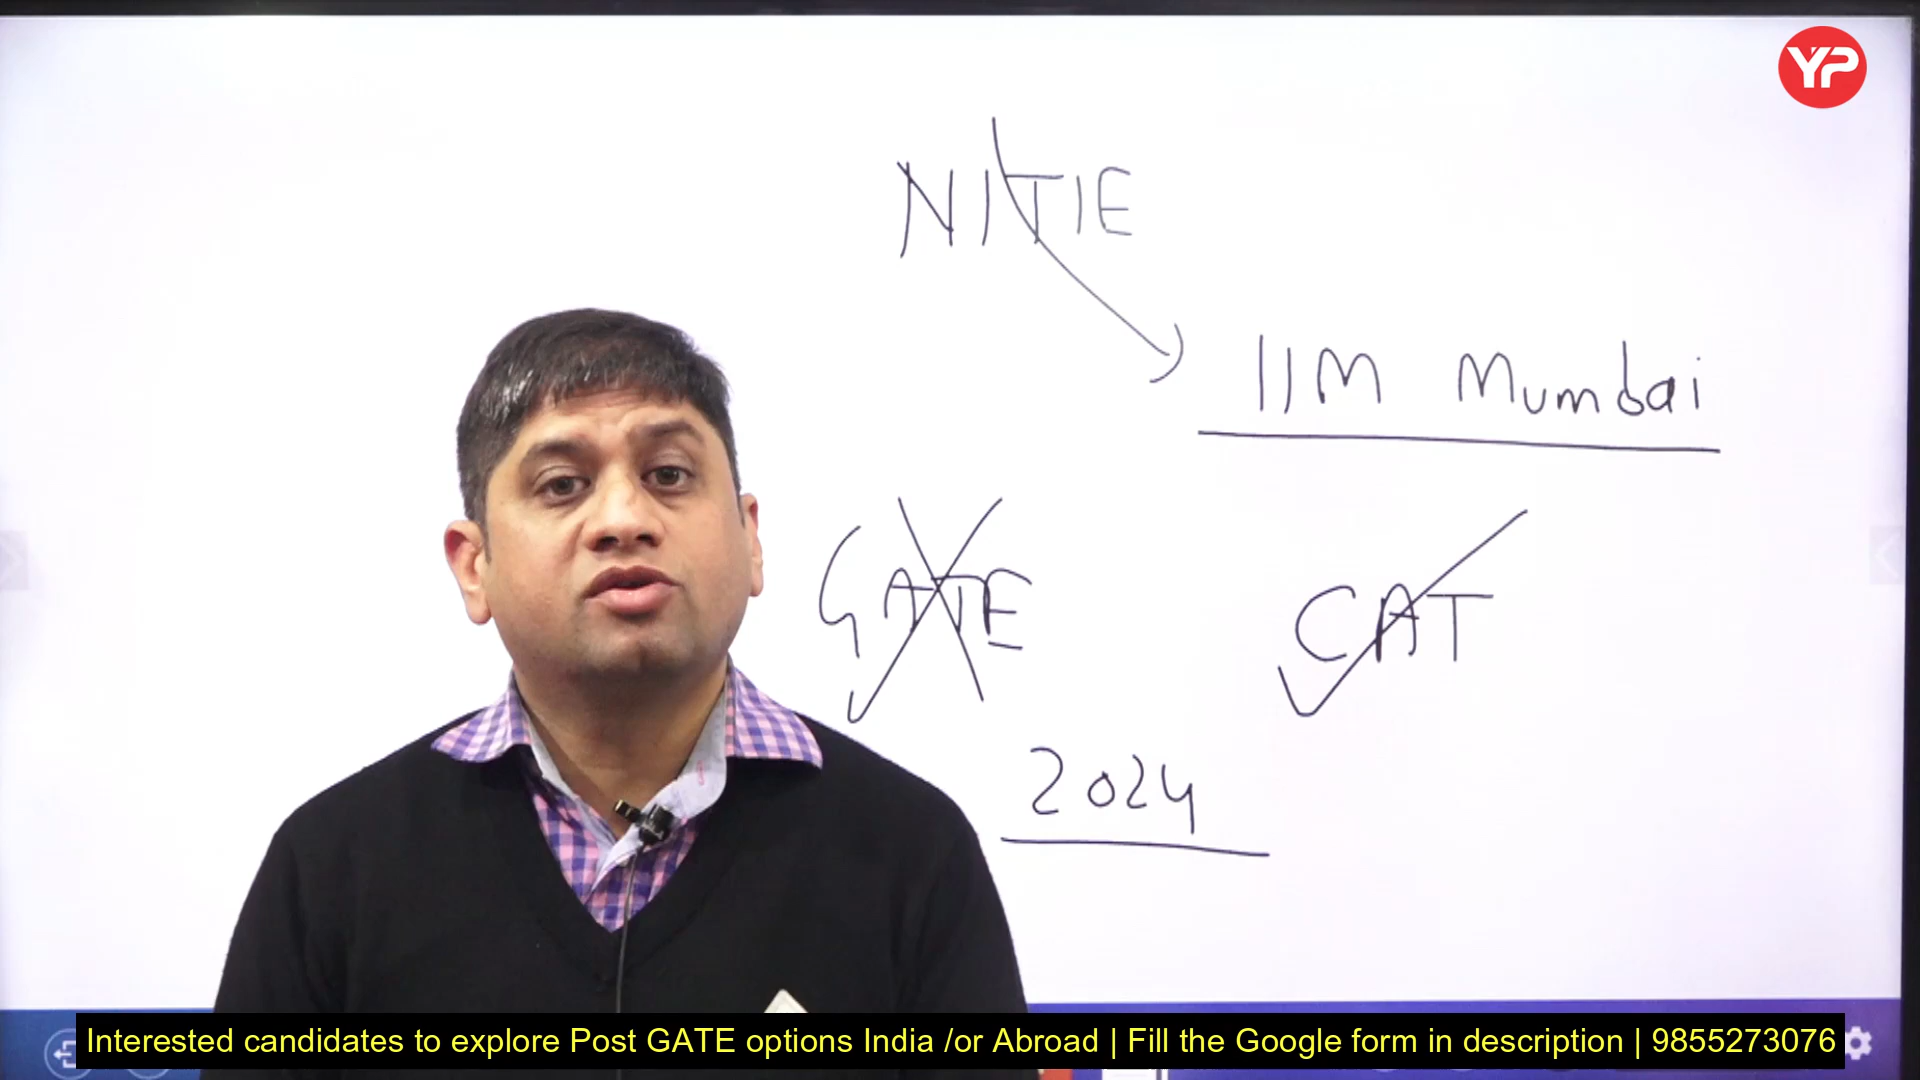 YP
NITIE
IIM Mumbai
GATE
CAT
2024
Interested candidates to explore Post GATE options India /or Abroad | Fill the Google form in description | 9855273076